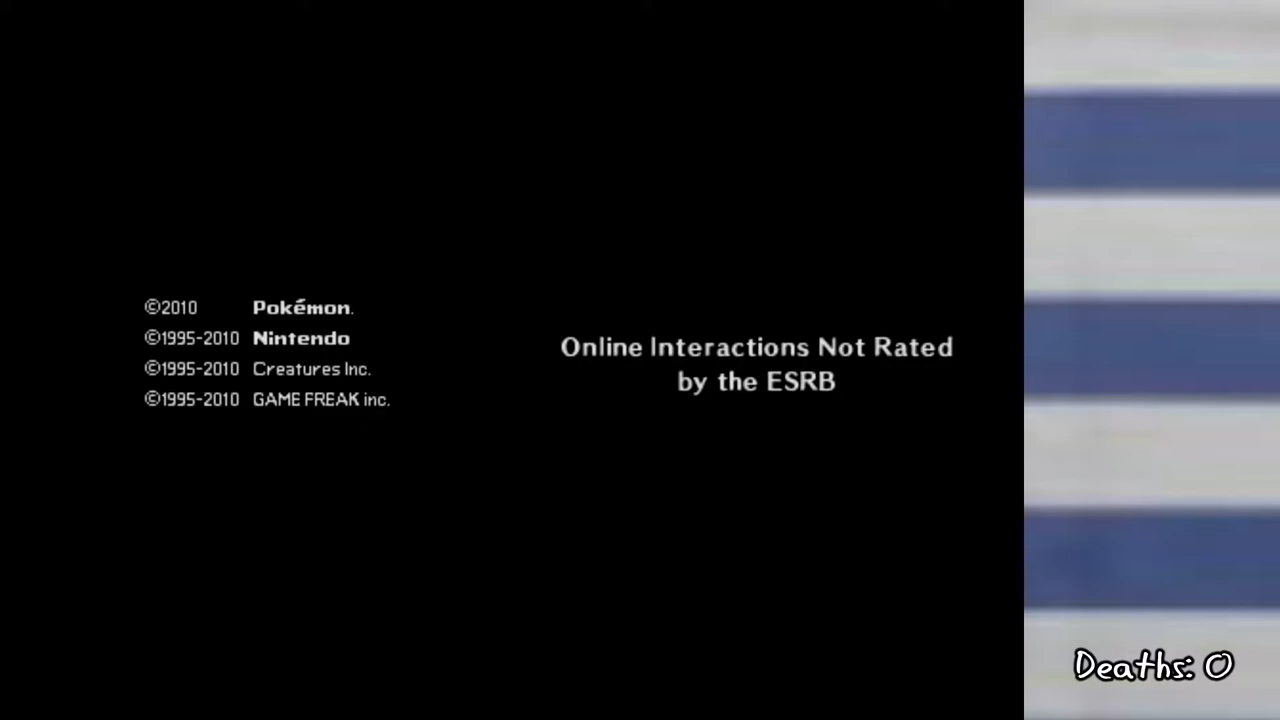 ©2010 Pokémon.
©1995-2010 Nintendo
©1995-2010 Creatures Inc.
©1995-2010 GAME FREAK inc.
Online Interactions Not Rated
by the ESRB
Deaths: 0